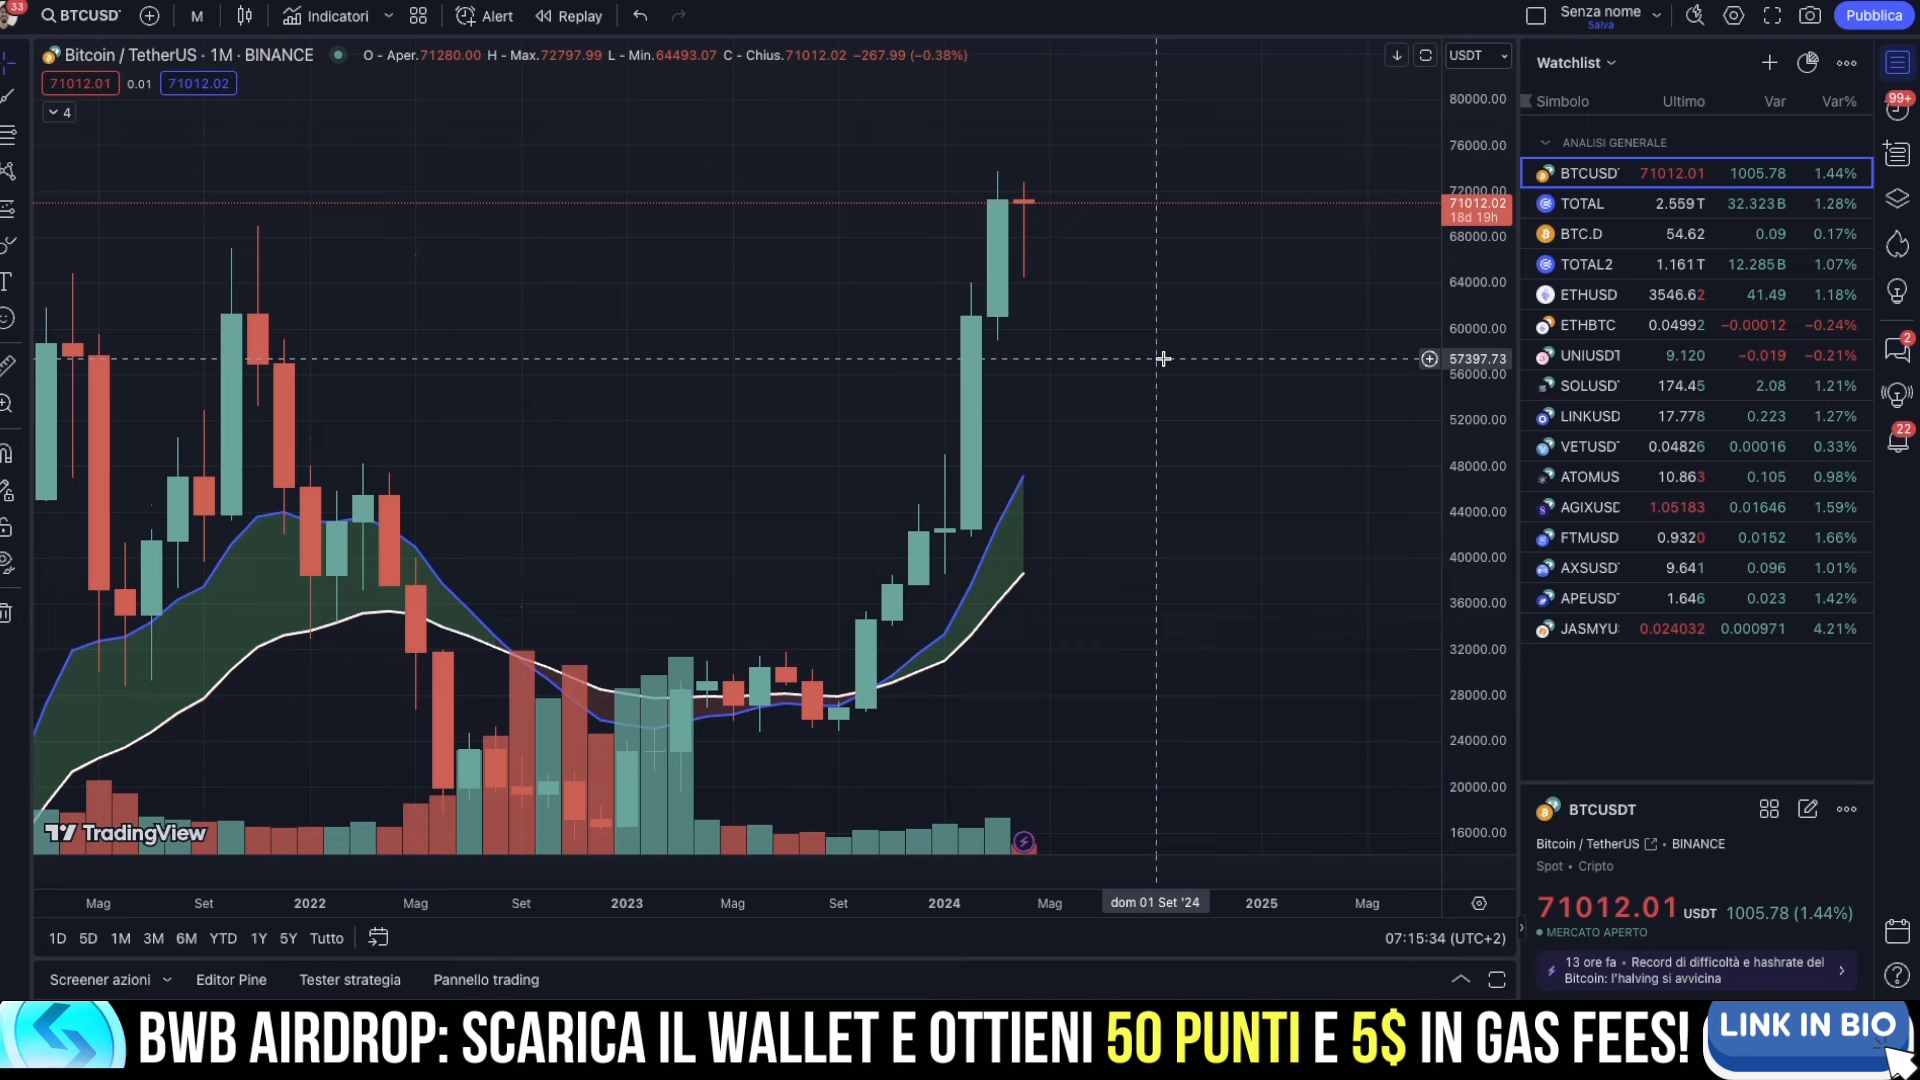 33
BTCUSDT
M
Indicatori
Alert
Replay
Senza nome
Salva
Pubblica
Bitcoin / TetherUS · 1M · BINANCE
O - Aper.71280.00 H - Max.72797.99 L - Min.64493.07 C - Chius.71012.02 −267.99 (−0.38%)
USDT
71012.01 0.01 71012.02
4
80000.00
76000.00
72000.00
71012.02
18d 19h
68000.00
64000.00
60000.00
57397.73
56000.00
52000.00
48000.00
44000.00
40000.00
36000.00
32000.00
28000.00
24000.00
20000.00
16000.00
TradingView
Mag Set 2022 Mag Set 2023 Mag Set 2024 Mag dom 01 Set '24 2025 Mag
1D 5D 1M 3M 6M YTD 1Y 5Y Tutto
07:15:34 (UTC+2)
Screener azioni Editor Pine Tester strategia Pannello trading
Watchlist
Simbolo Ultimo Var Var%
ANALISI GENERALE
BTCUSD 71012.01 1005.78 1.44%
TOTAL 2.559 T 32.323 B 1.28%
BTC.D 54.62 0.09 0.17%
TOTAL2 1.161 T 12.285 B 1.07%
ETHUSD 3546.62 41.49 1.18%
ETHBTC 0.04992 −0.00012 −0.24%
UNIUSDT 9.120 −0.019 −0.21%
SOLUSD 174.45 2.08 1.21%
LINKUSD 17.778 0.223 1.27%
VETUSD 0.04826 0.00016 0.33%
ATOMUS 10.863 0.105 0.98%
AGIXUSD 1.05183 0.01646 1.59%
FTMUSD 0.9320 0.0152 1.66%
AXSUSD 9.641 0.096 1.01%
APEUSD 1.646 0.023 1.42%
JASMYU 0.024032 0.000971 4.21%
99+
2
22
BTCUSDT
Bitcoin / TetherUS • BINANCE
Spot • Cripto
71012.01 USDT 1005.78 (1.44%)
MERCATO APERTO
13 ore fa • Record di difficoltà e hashrate del
Bitcoin: l'halving si avvicina
BWB AIRDROP: SCARICA IL WALLET E OTTIENI 50 PUNTI E 5$ IN GAS FEES!
LINK IN BIO